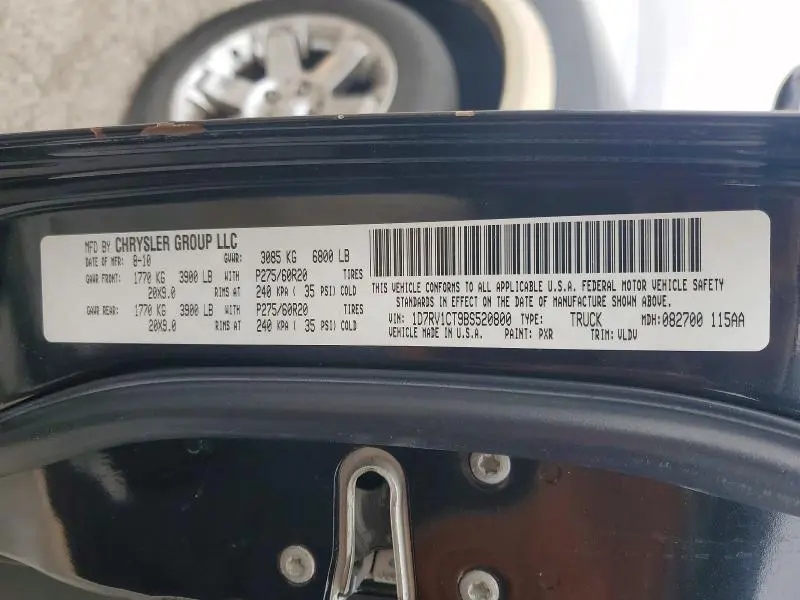 MFD BY CHRYSLER GROUP LLC
DATE OF MFR: 8-10 GVWR: 3085 KG 6800 LB
GAWR FRONT: 1770 KG 3900 LB WITH P275/60R20 TIRES
20X9.0 RIMS AT 240 KPA ( 35 PSI) COLD
GAWR REAR: 1770 KG 3900 LB WITH P275/60R20 TIRES
20X9.0 RIMS AT 240 KPA ( 35 PSI) COLD
THIS VEHICLE CONFORMS TO ALL APPLICABLE U.S.A. FEDERAL MOTOR VEHICLE SAFETY
STANDARDS IN EFFECT ON THE DATE OF MANUFACTURE SHOWN ABOVE.
VIN: 1D7RV1CT9BS520800 TYPE: TRUCK MDH: 082700 115AA
VEHICLE MADE IN U.S.A. PAINT: PXR TRIM: VLDV